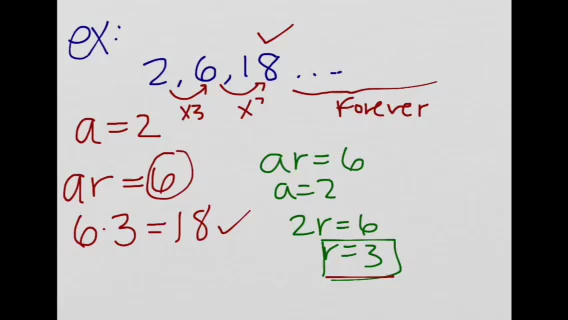 ex:
2, 6, 18 ...--
x3 x
Forever
a = 2
ar = 6
6·3 = 18 ✓
ar = 6
a = 2
2r = 6
r = 3